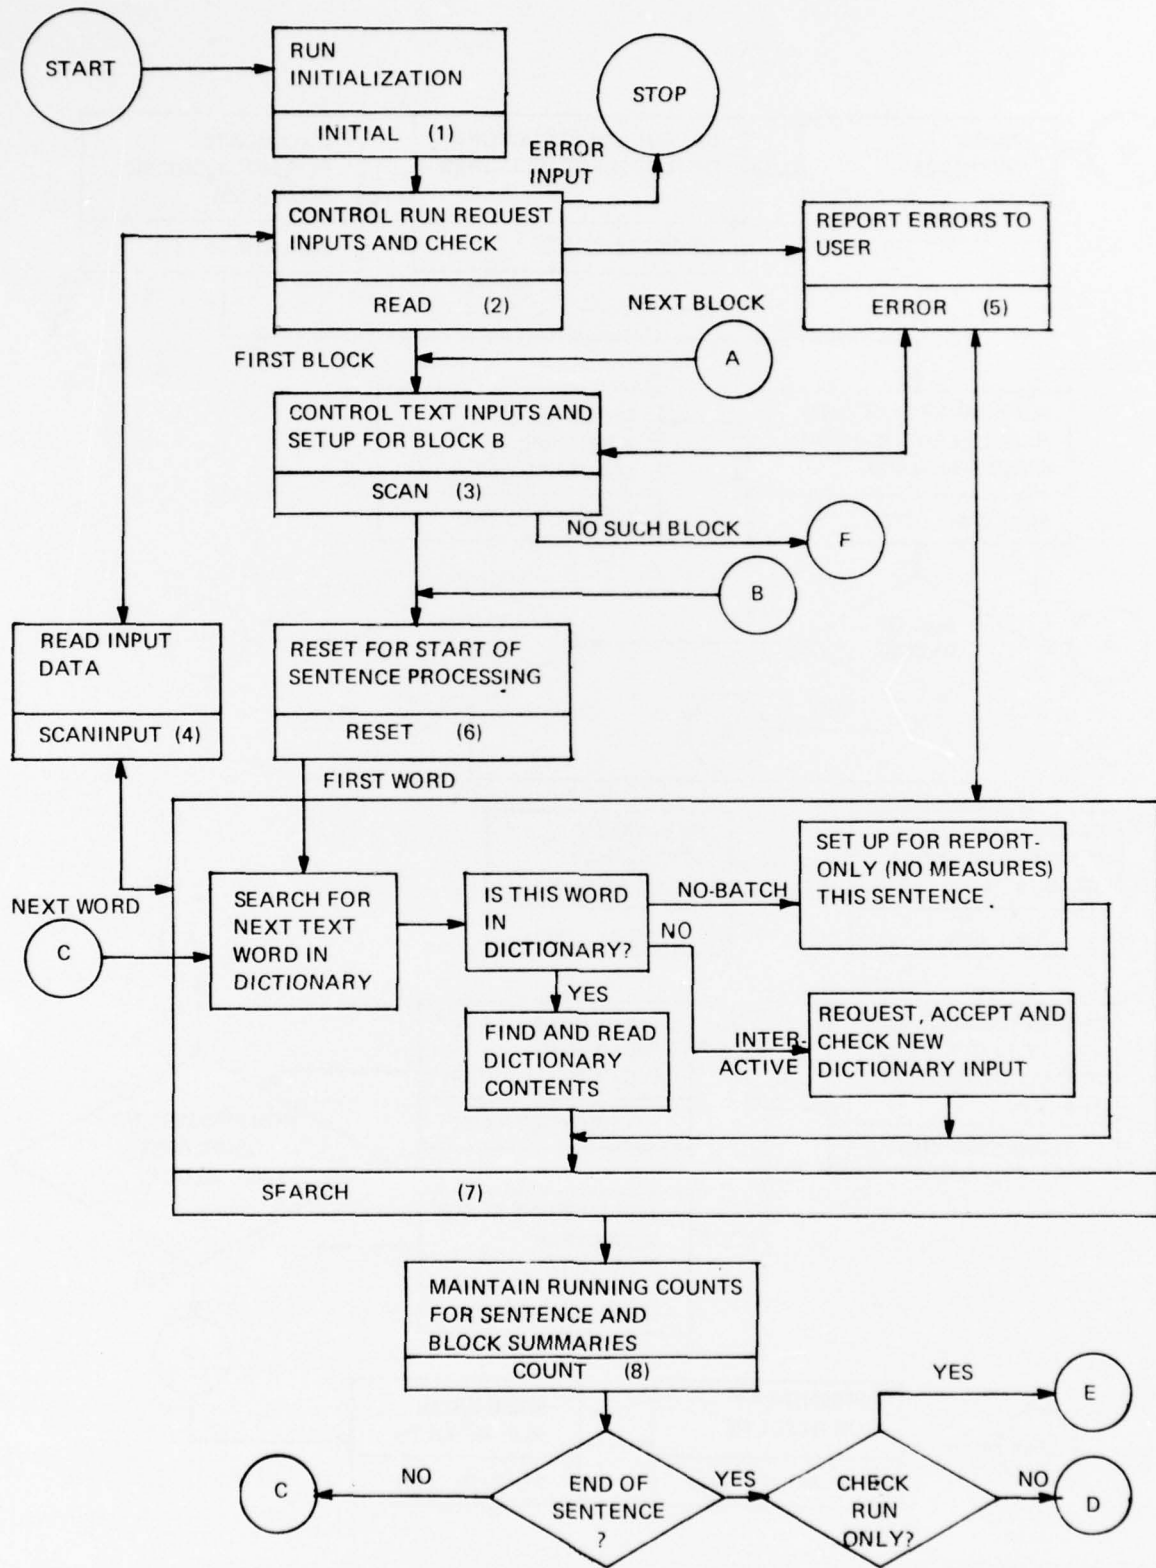 START
RUN
INITIALIZATION
INITIAL (1)
STOP
ERROR
INPUT
CONTROL RUN REQUEST
INPUTS AND CHECK
READ (2)
REPORT ERRORS TO
USER
ERROR (5)
NEXT BLOCK
A
FIRST BLOCK
CONTROL TEXT INPUTS AND
SETUP FOR BLOCK B
SCAN (3)
NO SUCH BLOCK
F
B
READ INPUT
DATA
SCANINPUT (4)
RESET FOR START OF
SENTENCE PROCESSING
RESET (6)
FIRST WORD
NEXT WORD
C
SEARCH FOR
NEXT TEXT
WORD IN
DICTIONARY
IS THIS WORD
IN
DICTIONARY?
NO-BATCH
NO
SET UP FOR REPORT-
ONLY (NO MEASURES)
THIS SENTENCE.
YES
FIND AND READ
DICTIONARY
CONTENTS
INTER-
ACTIVE
REQUEST, ACCEPT AND
CHECK NEW
DICTIONARY INPUT
SEARCH (7)
MAINTAIN RUNNING COUNTS
FOR SENTENCE AND
BLOCK SUMMARIES
COUNT (8)
YES
E
C
NO
END OF
SENTENCE
?
YES
CHECK
RUN
ONLY?
NO
D